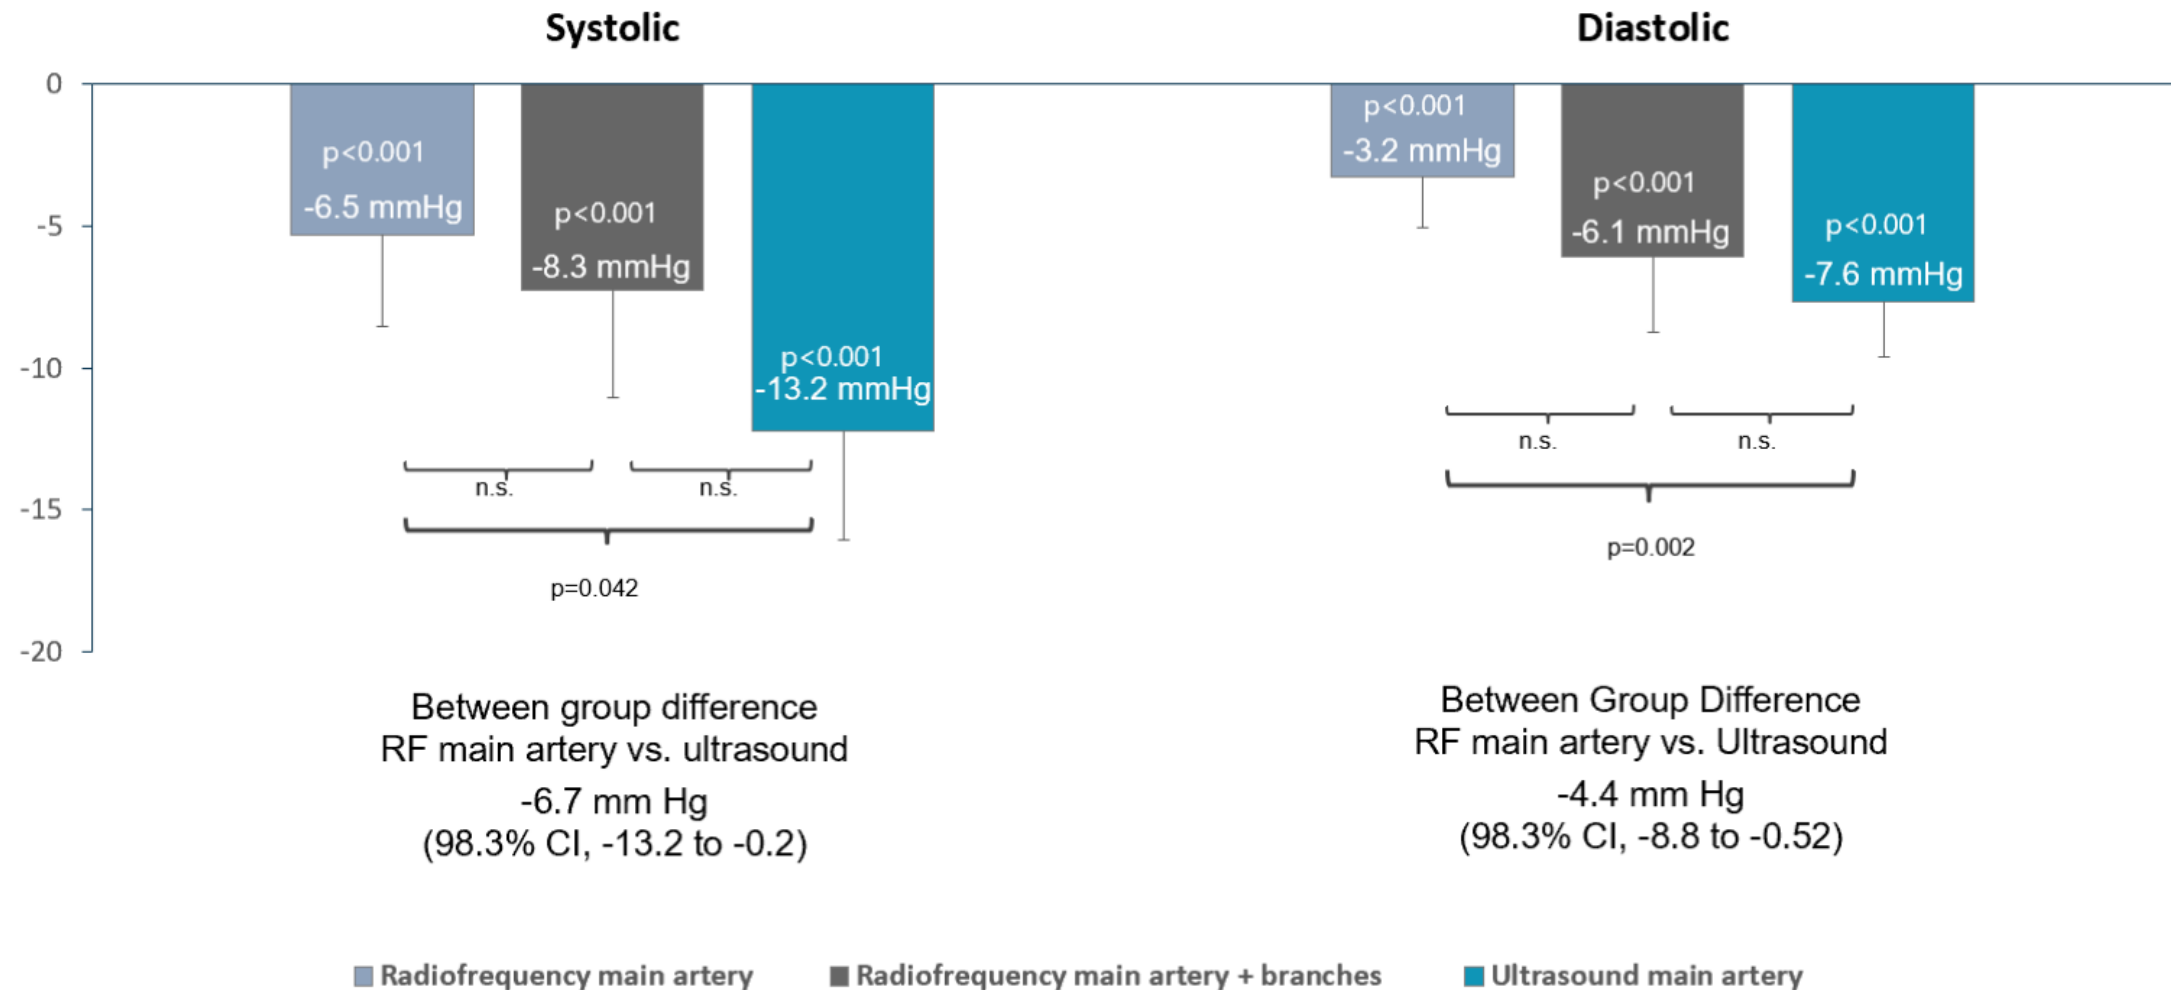 Systolic
Diastolic
0
-5
-10
-15
-20
p<0.001
-6.5 mmHg
p<0.001
-8.3 mmHg
p<0.001
-13.2 mmHg
n.s.
n.s.
p=0.042
p<0.001
-3.2 mmHg
p<0.001
-6.1 mmHg
p<0.001
-7.6 mmHg
n.s.
n.s.
p=0.002
Between group difference
RF main artery vs. ultrasound
-6.7 mm Hg
(98.3% CI, -13.2 to -0.2)
Between Group Difference
RF main artery vs. Ultrasound
-4.4 mm Hg
(98.3% CI, -8.8 to -0.52)
Radiofrequency main artery
Radiofrequency main artery + branches
Ultrasound main artery